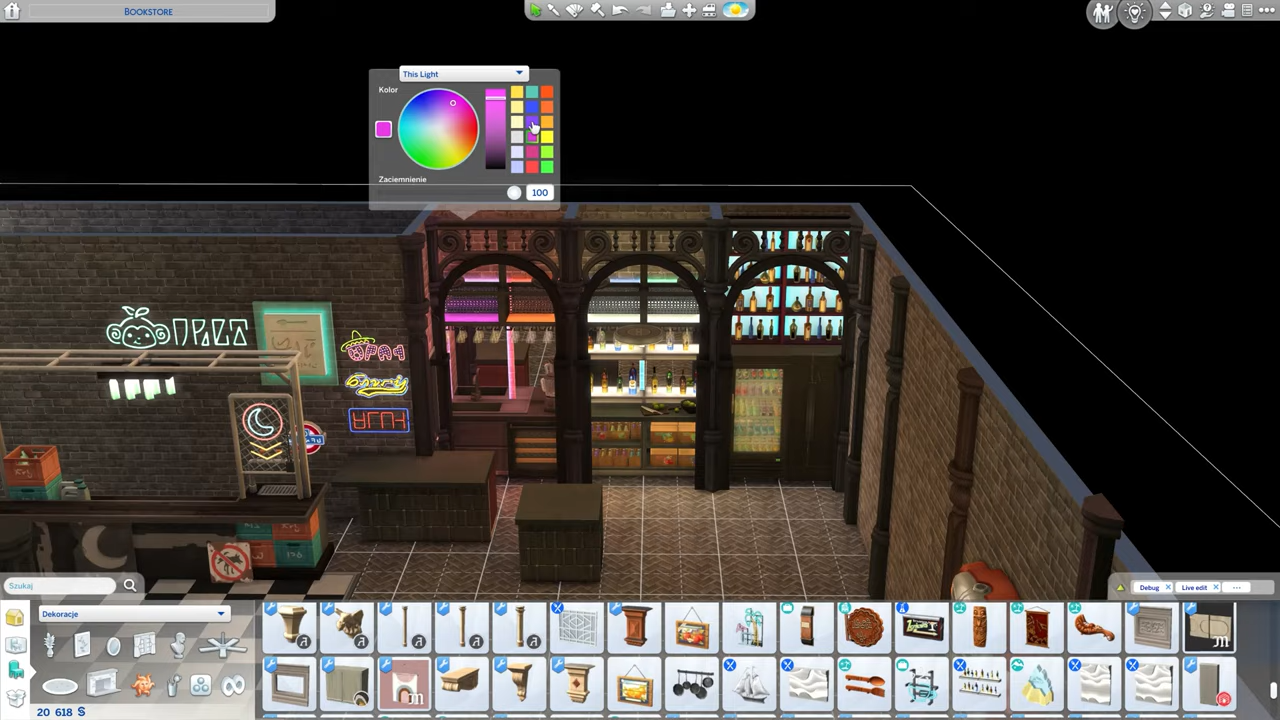 BOOKSTORE
This Light
Kolor
Zaciemnienie
100
Szukaj
Debug
Live edit
Dekoracje
20 618 $